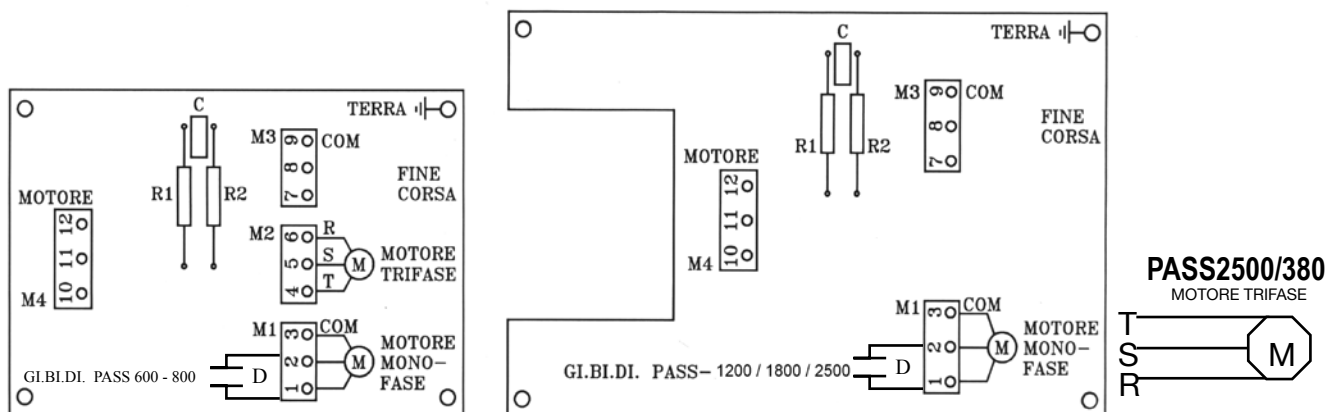 C
TERRA
M3
9 COM
8
7
FINE
CORSA
R1
R2
MOTORE
12
11
10
M4
M2
6 R
5 S
4 T
M
MOTORE
TRIFASE
M1
3 COM
2
1
M
MOTORE
MONO-
FASE
GI.BI.DI. PASS 600 - 800
D
C
TERRA
M3
9 COM
8
7
FINE
CORSA
R1
R2
MOTORE
12
11
10
M4
M1
3 COM
2
1
M
MOTORE
MONO-
FASE
GI.BI.DI. PASS- 1200 / 1800 / 2500
D
PASS2500/380
MOTORE TRIFASE
T
S
R
M